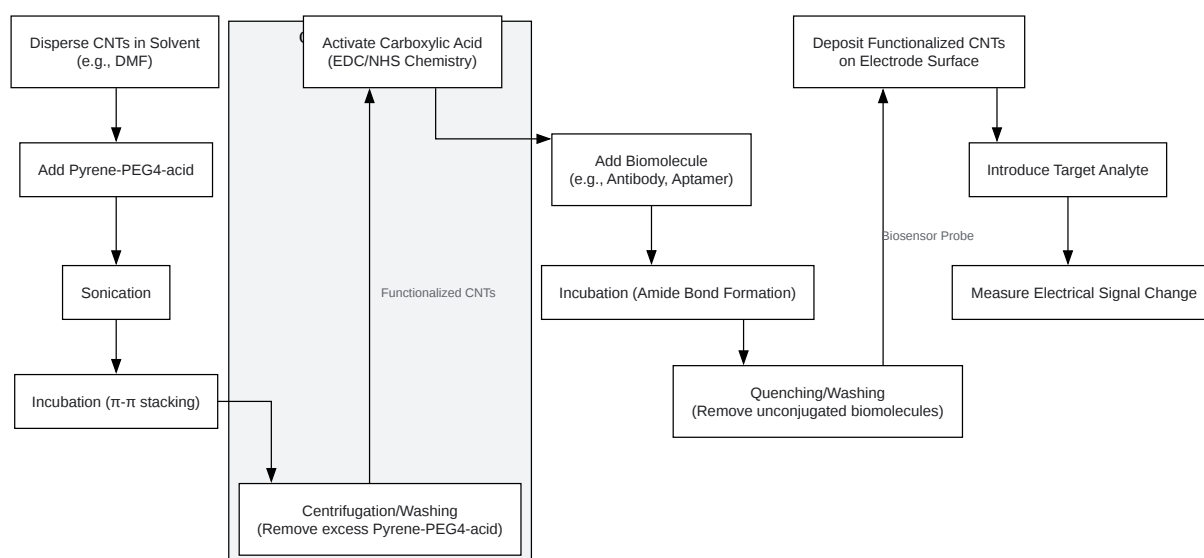 Disperse CNTs in Solvent
(e.g., DMF)
Add Pyrene-PEG4-acid
Sonication
Incubation (π-π stacking)
Centrifugation/Washing
(Remove excess Pyrene-PEG4-acid)
Functionalized CNTs
Activate Carboxylic Acid
(EDC/NHS Chemistry)
Add Biomolecule
(e.g., Antibody, Aptamer)
Incubation (Amide Bond Formation)
Quenching/Washing
(Remove unconjugated biomolecules)
Biosensor Probe
Deposit Functionalized CNTs
on Electrode Surface
Introduce Target Analyte
Measure Electrical Signal Change